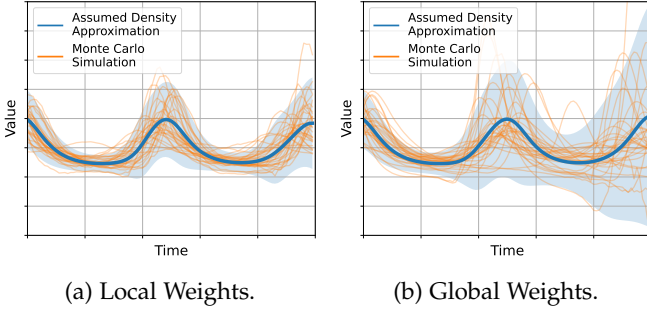 Assumed Density
Approximation
Monte Carlo
Simulation
Value
Time
(a) Local Weights.
Assumed Density
Approximation
Monte Carlo
Simulation
Value
Time
(b) Global Weights.